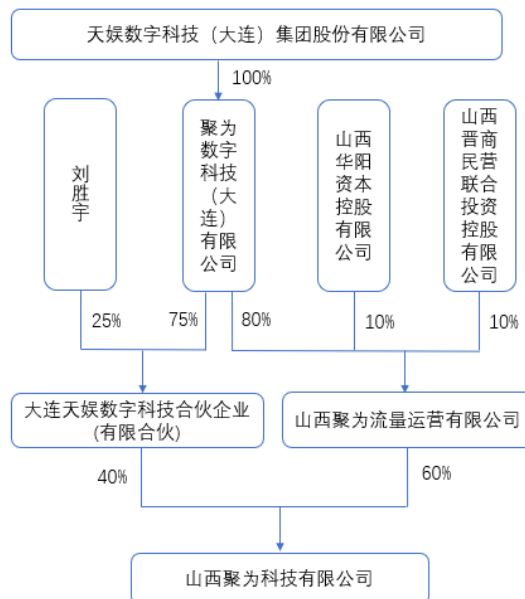 天娱数字科技（大连）集团股份有限公司
100%
刘
胜
宇
聚为
数字
科技
（大
连）
有限
公司
山西
华阳
资本
控股
有限
公司
山西
晋商
民营
联合
投资
控股
有限
公司
25%
75%
80%
10%
10%
大连天娱数字科技合伙企业
(有限合伙)
山西聚为流量运营有限公司
40%
60%
山西聚为科技有限公司